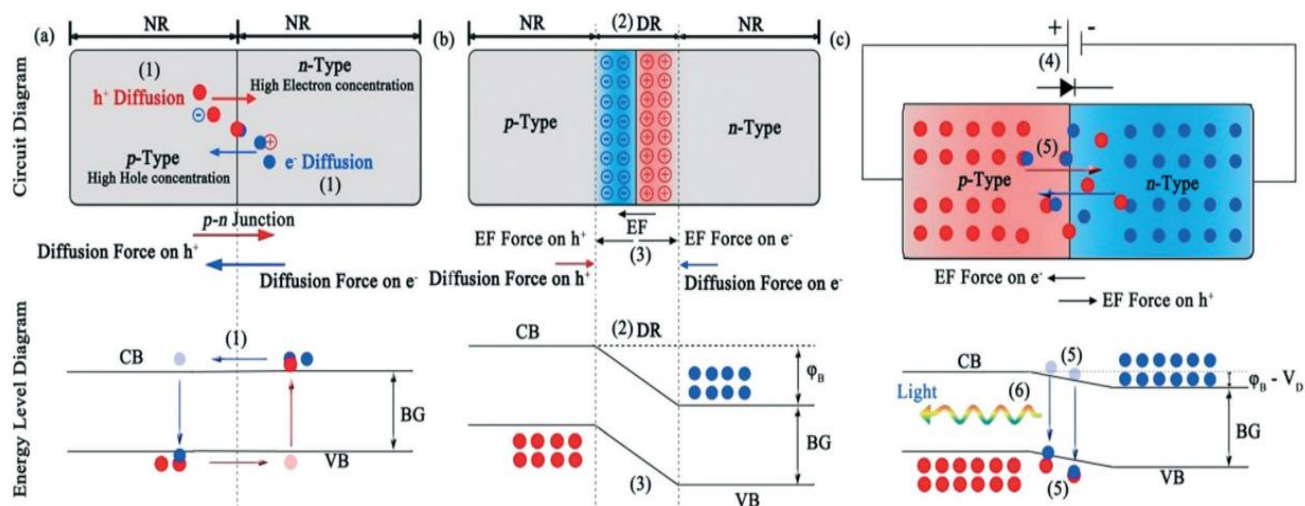 Circuit Diagram
Energy Level Diagram
(a)
NR
NR
(1)
h⁺ Diffusion
n-Type
High Electron concentration
p-Type
High Hole concentration
e⁻ Diffusion
(1)
p-n Junction
Diffusion Force on h⁺
Diffusion Force on e⁻
CB
(1)
BG
VB
(b)
NR
(2) DR
NR
p-Type
n-Type
EF
EF Force on h⁺
(3)
EF Force on e⁻
Diffusion Force on h⁺
Diffusion Force on e⁻
CB
(2) DR
φB
BG
(3)
VB
(c)
+
-
(4)
(5)
p-Type
n-Type
EF Force on e⁻
EF Force on h⁺
CB
(5)
φB - VD
Light
(6)
BG
(5)
VB